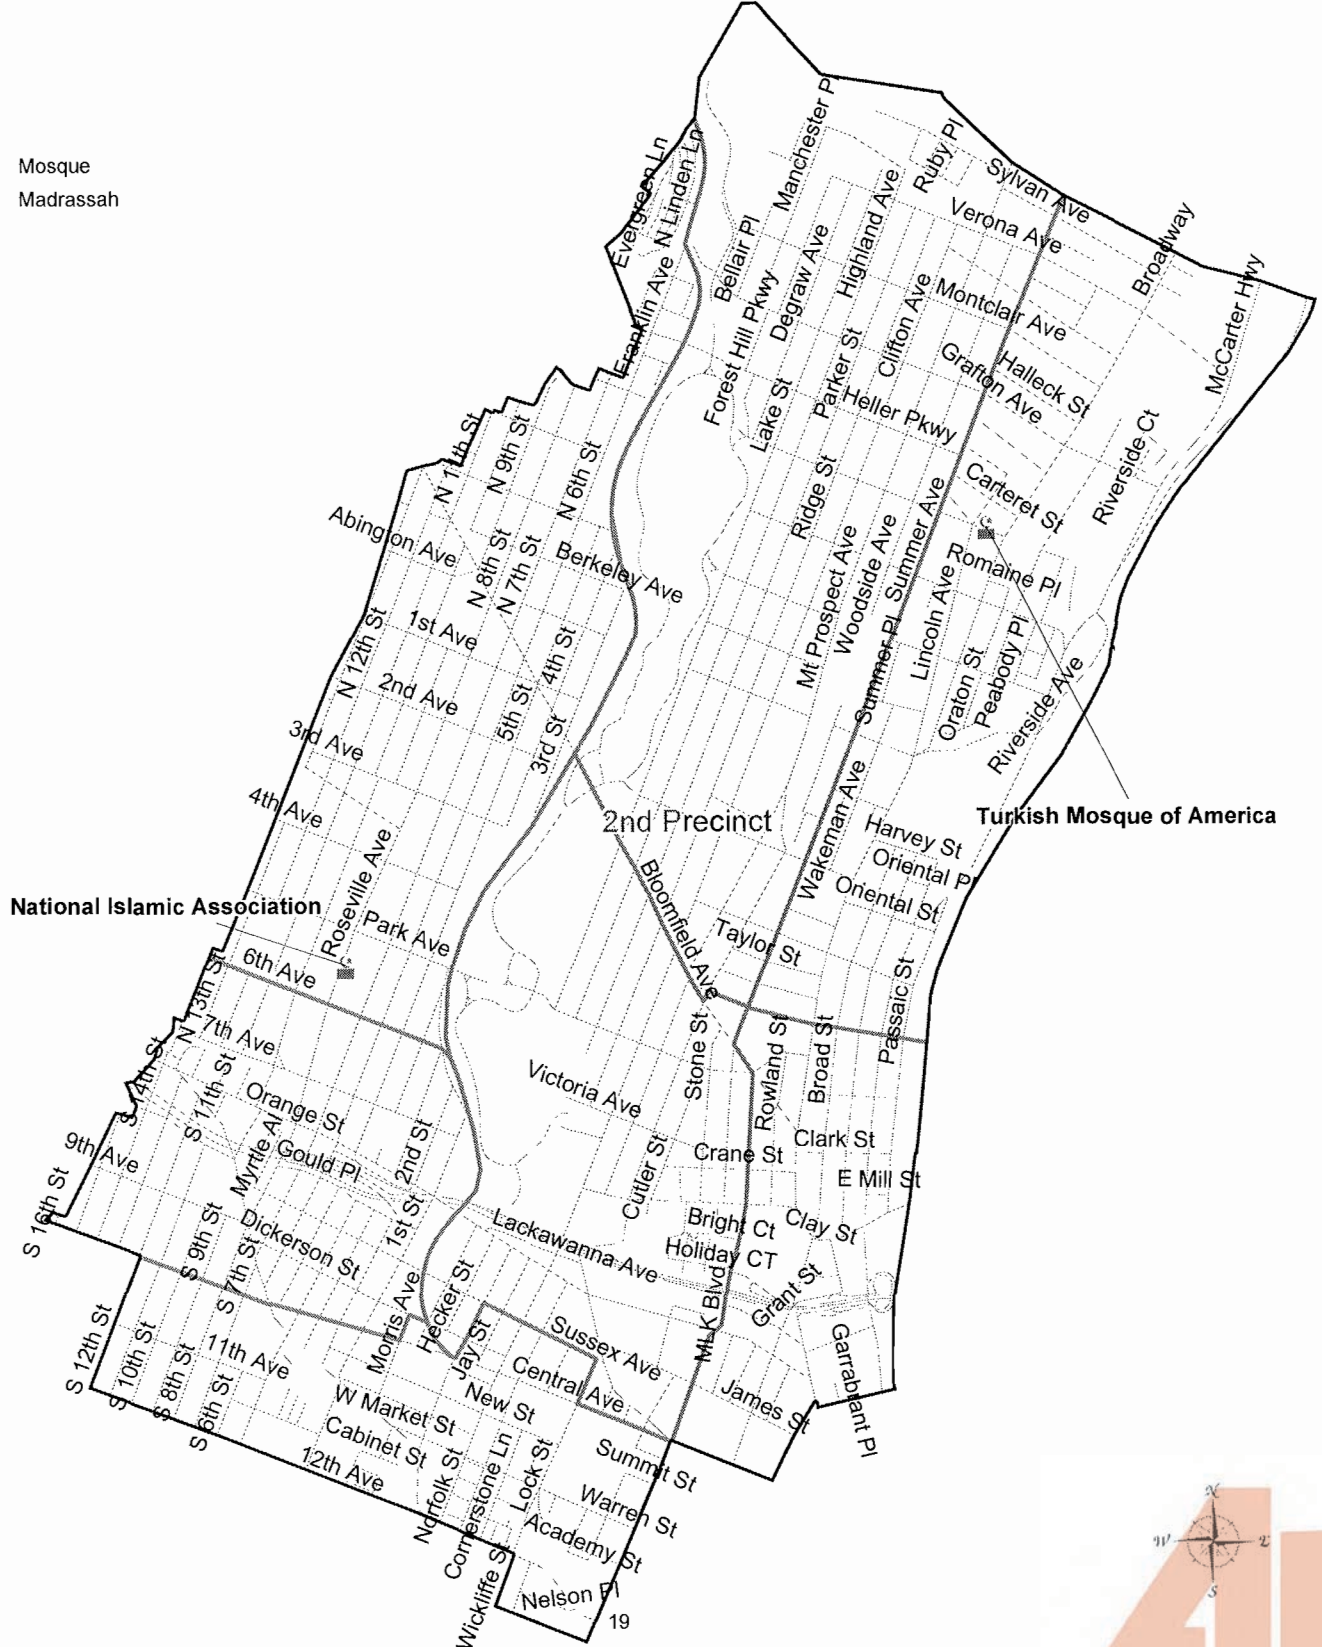 Mosque
Madrassah
Evergreen Ln
N Linden Ln
Manchester P
Ruby Pl
Sylvan Ave
Verona Ave
Broadway
McCarter Hwy
Bellair Pl
Highland Ave
Degraw Ave
Forest Hill Pkwy
Franklin Ave
Montclair Ave
Clifton Ave
Parker St
Halleck St
Grafton Ave
Heller Pkwy
Lake St
Riverside Ct
N 11th St
N 9th St
N 6th St
Ridge St
Carteret St
Abington Ave
Berkeley Ave
N 8th St
N 7th St
Mt Prospect Ave
Woodside Ave
Summer Ave
Romaine Pl
Lincoln Ave
N 12th St
1st Ave
2nd Ave
4th St
5th St
3rd St
Summer Pl
Oraton St
Peabody Pl
Riverside Ave
3rd Ave
4th Ave
2nd Precinct
Turkish Mosque of America
Wakeman Ave
Harvey St
Oriental Pl
Oriental St
Roseville Ave
Bloomfield Ave
National Islamic Association
Park Ave
Taylor St
6th Ave
N 13th St
7th Ave
Passaic St
Stone St
Rowland St
Broad St
S 14th St
S 11th St
Orange St
Victoria Ave
Myrtle Al
Gould Pl
2nd St
Clark St
Crane St
E Mill St
9th Ave
Cutler St
S 16th St
S 9th St
Dickerson St
1st St
Lackawanna Ave
Bright Ct
Clay St
Holiday CT
S 7th St
MLK Blvd
Grant St
Morris Ave
Hecker St
Jay St
Sussex Ave
S 12th St
S 10th St
S 8th St
11th Ave
Central Ave
James St
Garrabrant Pl
S 6th St
W Market St
New St
Cabinet St
12th Ave
Norfolk St
Cornerstone Ln
Lock St
Summit St
Warren St
Academy St
Wickliffe St
Nelson Pl
19
N
W
E
S